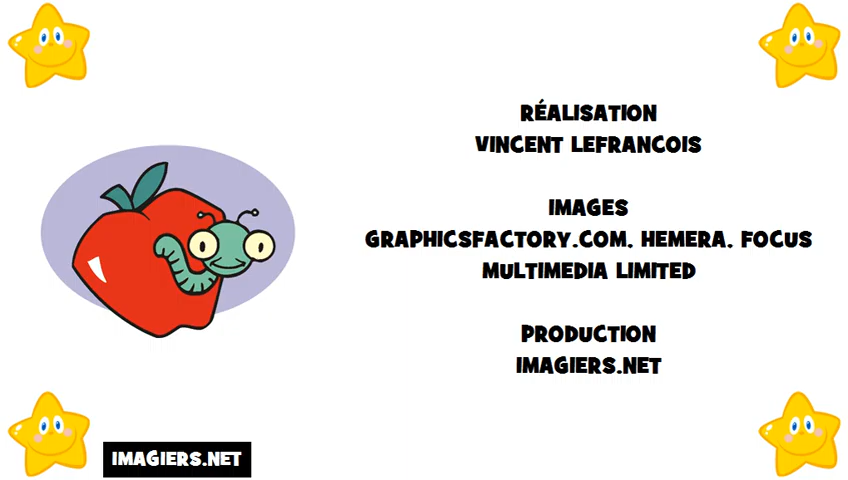 RÉALISATION
VINCENT LEFRANCOIS
IMAGES
GRAPHICSFACTORY.COM, HEMERA, FOCUS
MULTIMEDIA LIMITED
PRODUCTION
IMAGIERS.NET
IMAGIERS.NET